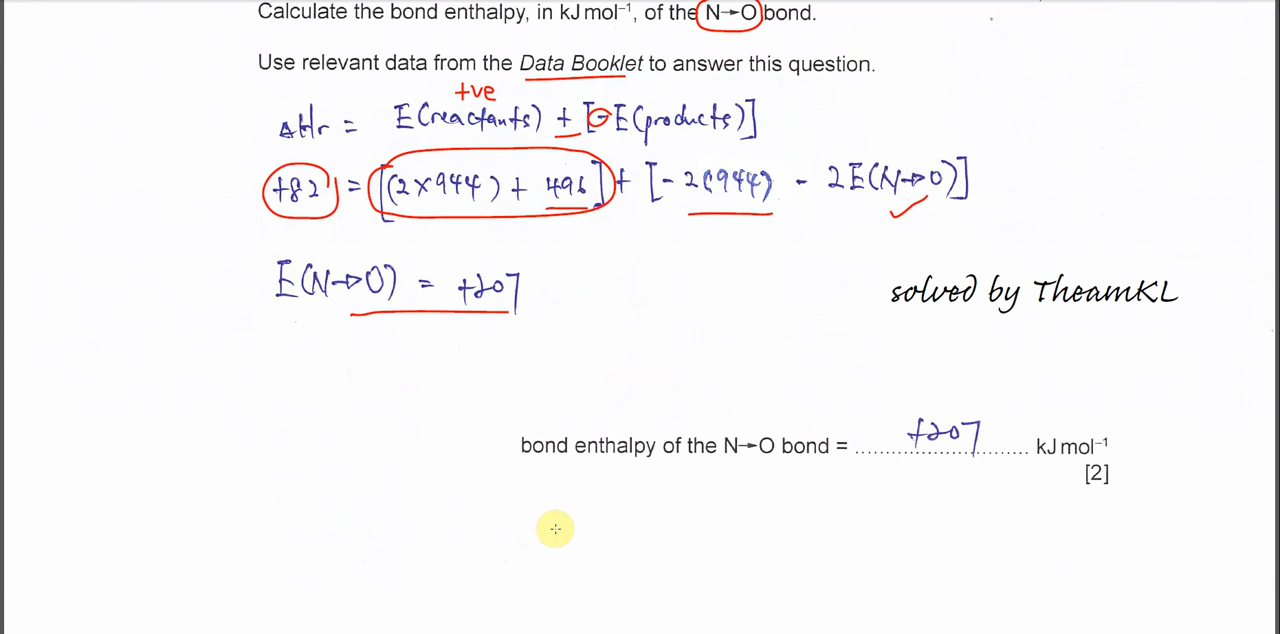 Calculate the bond enthalpy, in kJ mol⁻¹, of the N→O bond.
Use relevant data from the Data Booklet to answer this question.
+ve
ΔHr = E(reactants) + [-E(products)]
+82 = [(2×944) + 496] + [- 2(944) - 2E(N→O)]
E(N→O) = +207
solved by TheamKL
bond enthalpy of the N→O bond = +207 kJ mol⁻¹
[2]